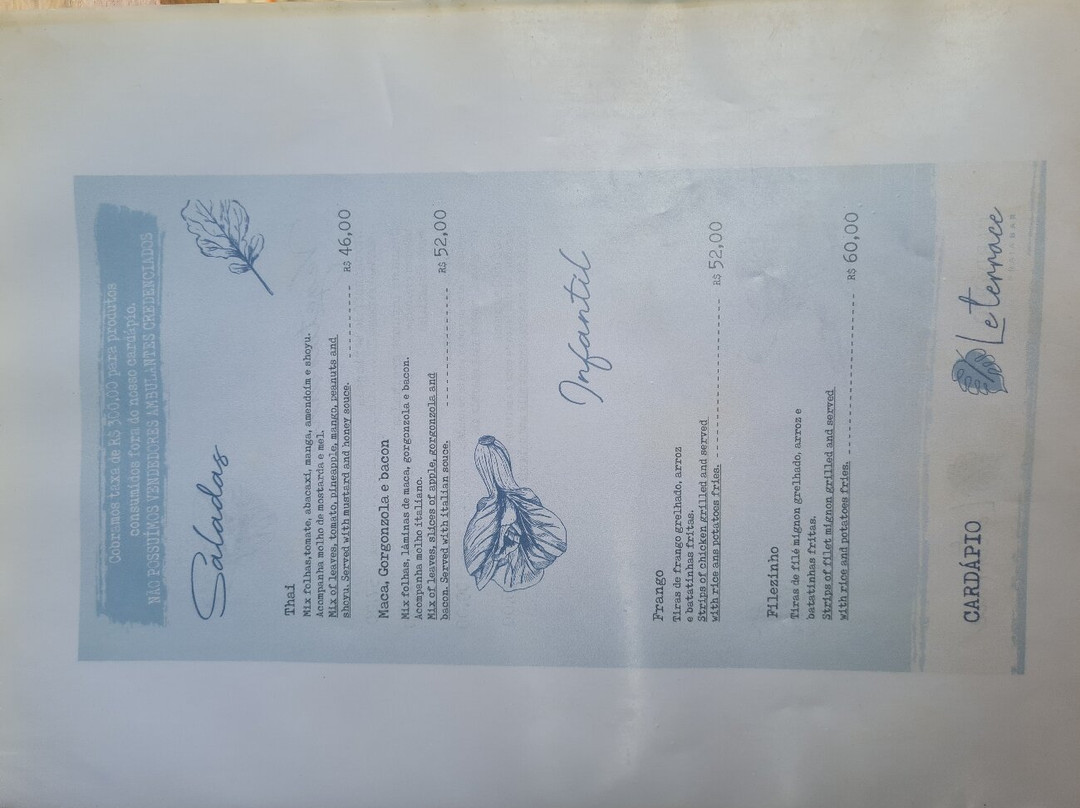 Cobramos taxa de R$ 300,00 para produtos
consumidos fora do nosso cardápio.
NÃO POSSUÍMOS VENDEDORES AMBULANTES CREDENCIADOS
Saladas
Thai
Mix folhas,tomate, abacaxi, manga, amendoim e shoyu.
Acompanha molho de mostarda e mel.
Mix of leaves, tomato, pineapple, mango, peanuts and
shoyu. Served with mustard and honey souce. R$ 46,00
Maca, Gorgonzola e bacon
Mix folhas, lâminas de maca, gorgonzola e bacon.
Acompanha molho italiano.
Mix of leaves, slices of apple, gorgonzola and
bacon. Served with italian souce. R$ 52,00
Infantil
Frango
Tiras de frango grelhado, arroz
e batatinhas fritas.
Strips of chicken grilled and served
with rice ans potatoes fries. R$ 52,00
Filezinho
Tiras de filé mignon grelhado, arroz e
batatinhas fritas.
Strips of filet mignon grilled and served
with rice and potatoes fries. R$ 60,00
CARDÁPIO
Le terrace